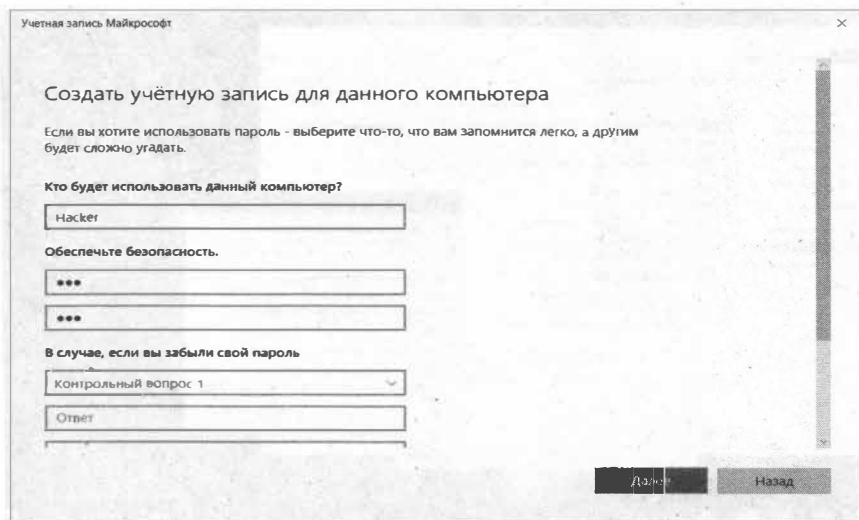 Учетная запись Майкрософт
Создать учётную запись для данного компьютера
Если вы хотите использовать пароль - выберите что-то, что вам запомнится легко, а другим
будет сложно угадать.
Кто будет использовать данный компьютер?
Hacker
Обеспечьте безопасность.
•••
•••
В случае, если вы забыли свой пароль
Контрольный вопрос 1
Ответ
Далее
Назад